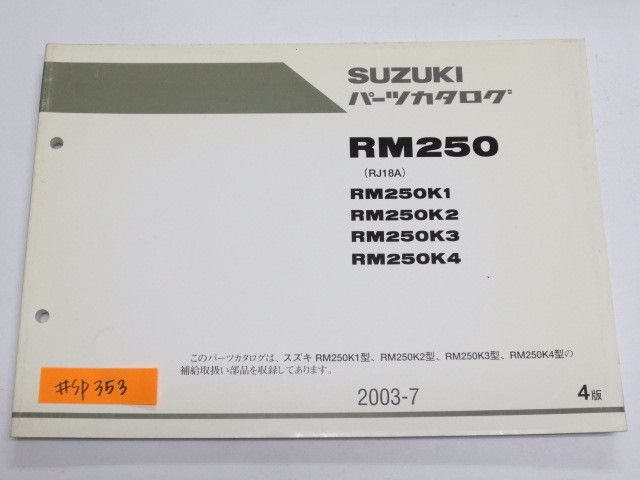 SUZUKI
パーツカタログ
RM250
(RJ18A)
RM250K1
RM250K2
RM250K3
RM250K4
このパーツカタログは、スズキ RM250K1型、RM250K2型、RM250K3型、RM250K4型の
補給取扱い部品を収録してあります。
#SP353
2003-7
4版